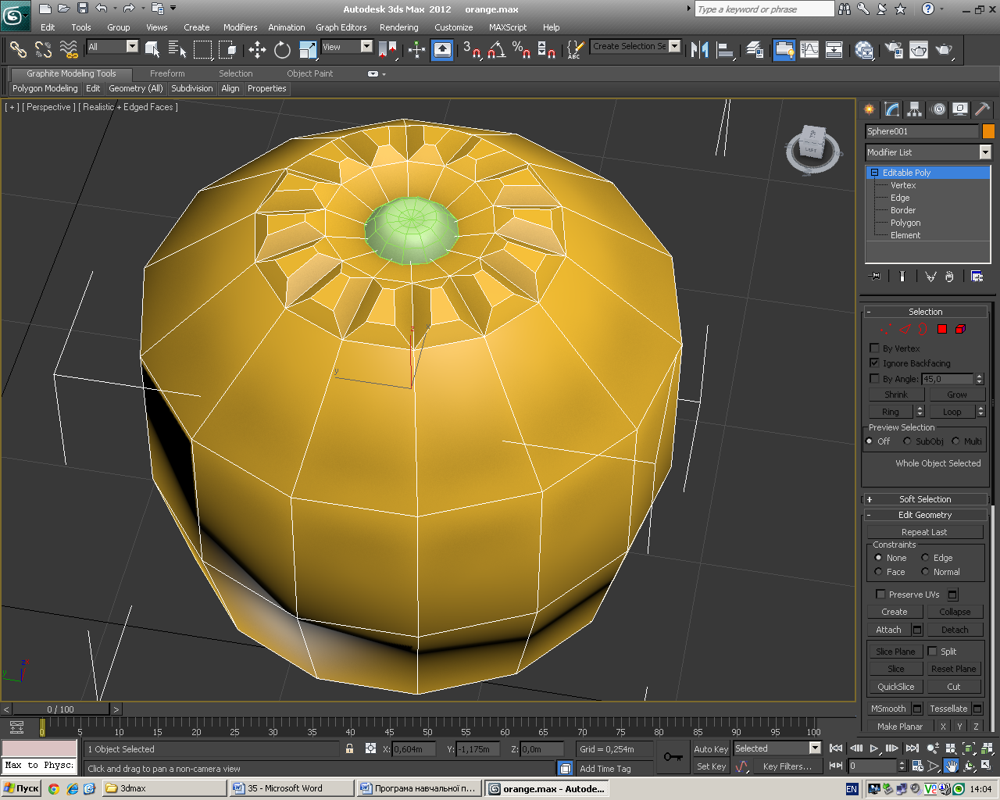 Autodesk 3ds Max 2012 orange.max
Type a keyword or phrase
Edit Tools Group Views Create Modifiers Animation Graph Editors Rendering Customize MAXScript Help
All View 3 % ABC Create Selection Se
Graphite Modeling Tools Freeform Selection Object Paint
Polygon Modeling Edit Geometry (All) Subdivision Align Properties
[ + ] [ Perspective ] [ Realistic + Edged Faces ]
LEFT
z x
y
z
y
Sphere001
Modifier List
Editable Poly
Vertex
Edge
Border
Polygon
Element
- Selection
By Vertex
Ignore Backfacing
By Angle: 45,0
Shrink Grow
Ring Loop
Preview Selection
Off SubObj Multi
Whole Object Selected
+ Soft Selection
- Edit Geometry
Repeat Last
Constraints
None Edge
Face Normal
Preserve UVs
Create Collapse
Attach Detach
Slice Plane Split
Slice Reset Plane
QuickSlice Cut
MSmooth Tessellate
Make Planar X Y Z
< 0 / 100 >
0 5 10 15 20 25 30 35 40 45 50 55 60 65 70 75 80 85 90 95 100
1 Object Selected X: 0,604m Y: -1,175m Z: 0,0m Grid = 0,254m Auto Key Selected
Max to Physc:
Click and drag to pan a non-camera view Add Time Tag Set Key Key Filters... 0
Пуск 3dmax 35 - Microsoft Word Програма навчальної п... orange.max - Autode... EN 14:04